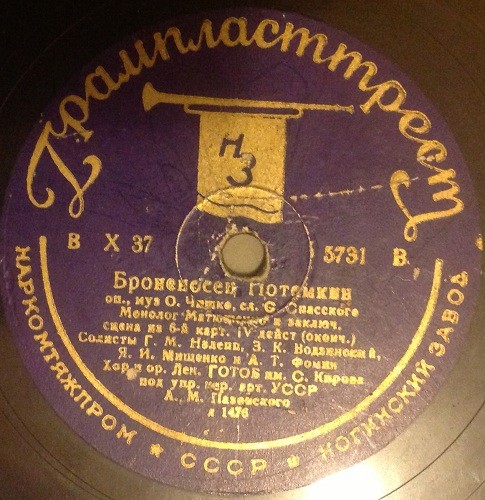 Грампласттрест
НЗ
В Х 37 5731 В
Броненосец Потемкин
оп., муз О. Чишко, сл. С. Спасского
Монолог Матюшенко и заключ.
сцена из 6-й карт. IV дейст (оконч.)
Солисты Г. М. Нэлепп, З. К. Водзинский,
Я. И. Мищенко и А. Т. Фомин
Хор и ор. Лен. ГОТОБ им. С. Кирова
под упр. нар. арт. УССР
А. М. Пазовского
л 1476
НАРКОМТЯЖПРОМ ★ СССР ★ НОГИНСКИЙ ЗАВОД